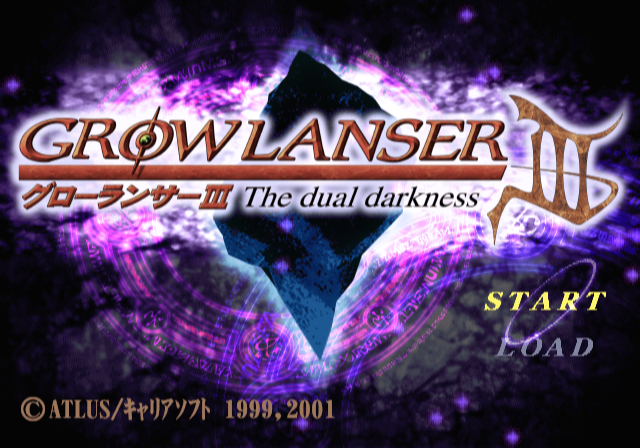 GROWLANSER III
グローランサーIII The dual darkness
START
LOAD
©ATLUS/キャリアソフト 1999,2001